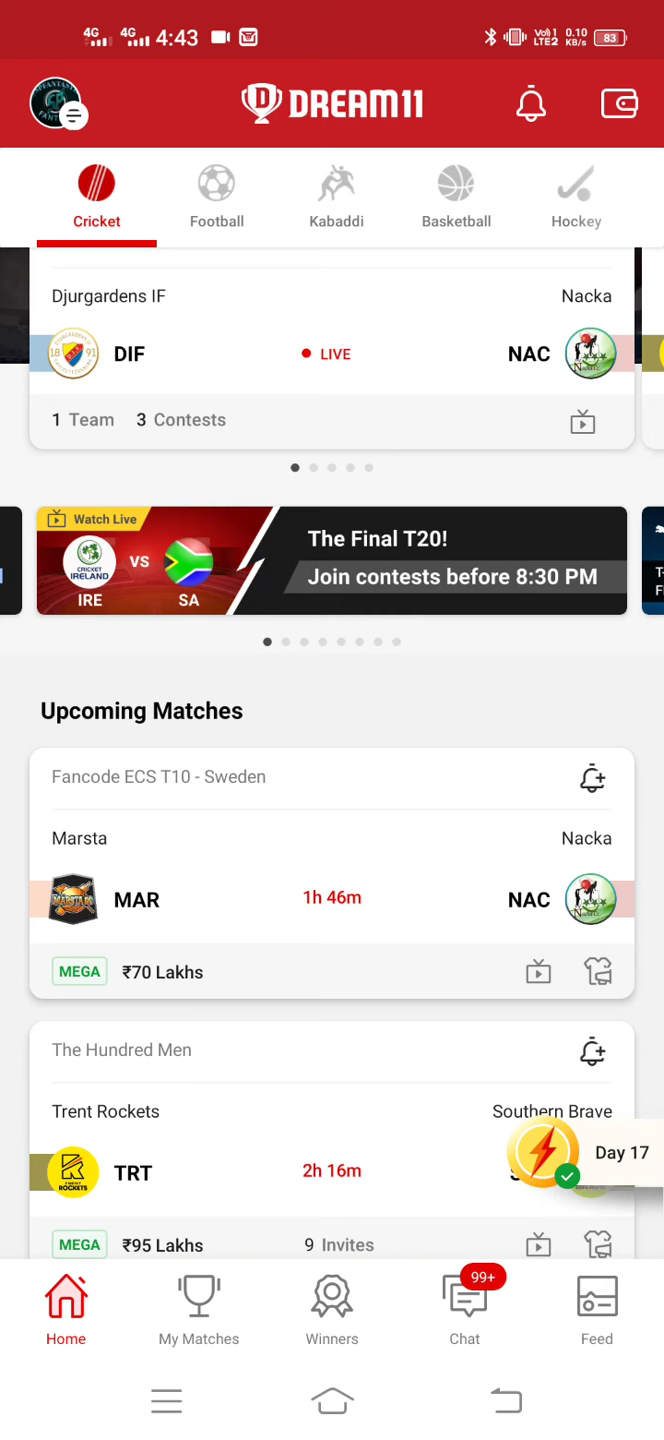 4G 4G 4:43 Vo)) 1 LTE2 0.10 KB/s 83
DREAM11
Cricket Football Kabaddi Basketball Hockey
Djurgardens IF Nacka
DIF LIVE NAC
1 Team 3 Contests
Watch Live
IRE VS SA
CRICKET IRELAND
The Final T20!
Join contests before 8:30 PM
Upcoming Matches
Fancode ECS T10 - Sweden
Marsta Nacka
MAR 1h 46m NAC
MEGA ₹70 Lakhs
The Hundred Men
Trent Rockets Southern Brave
TRT 2h 16m
ROCKETS
Day 17
MEGA ₹95 Lakhs 9 Invites
99+
Home My Matches Winners Chat Feed